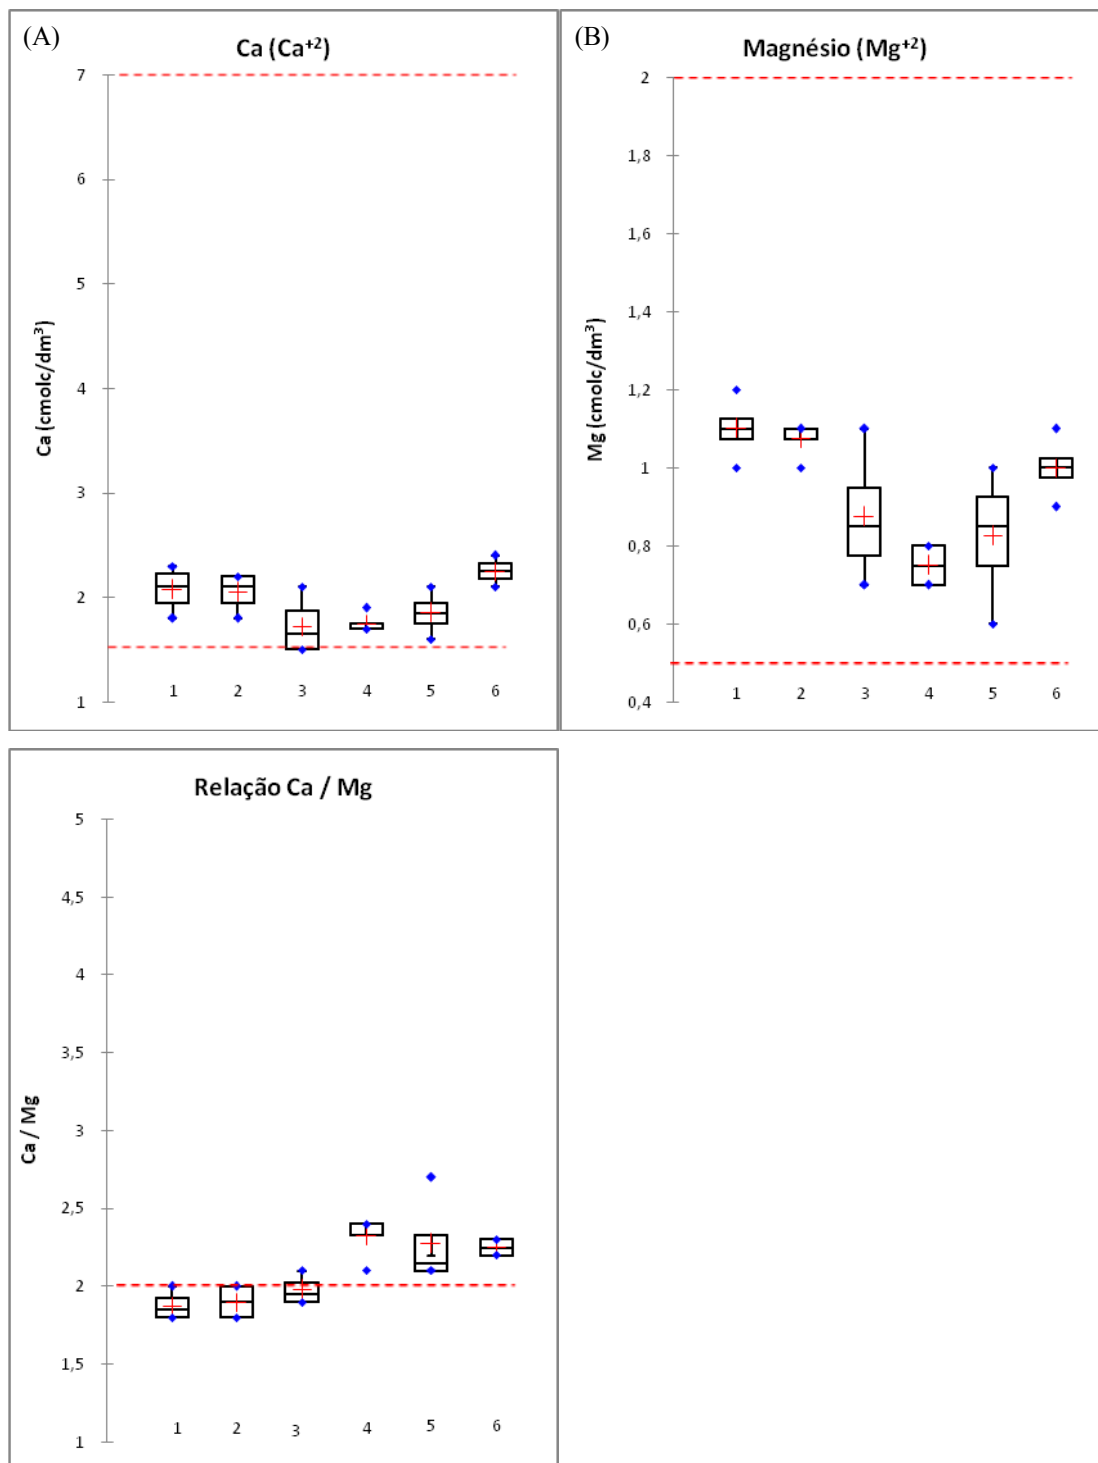 (A)
Ca (Ca⁺²)
7
6
5
4
3
2
1
Ca (cmolc/dm³)
1 2 3 4 5 6
(B)
Magnésio (Mg⁺²)
2
1,8
1,6
1,4
1,2
1
0,8
0,6
0,4
Mg (cmolc/dm³)
1 2 3 4 5 6
Relação Ca / Mg
5
4,5
4
3,5
3
2,5
2
1,5
1
Ca / Mg
1 2 3 4 5 6